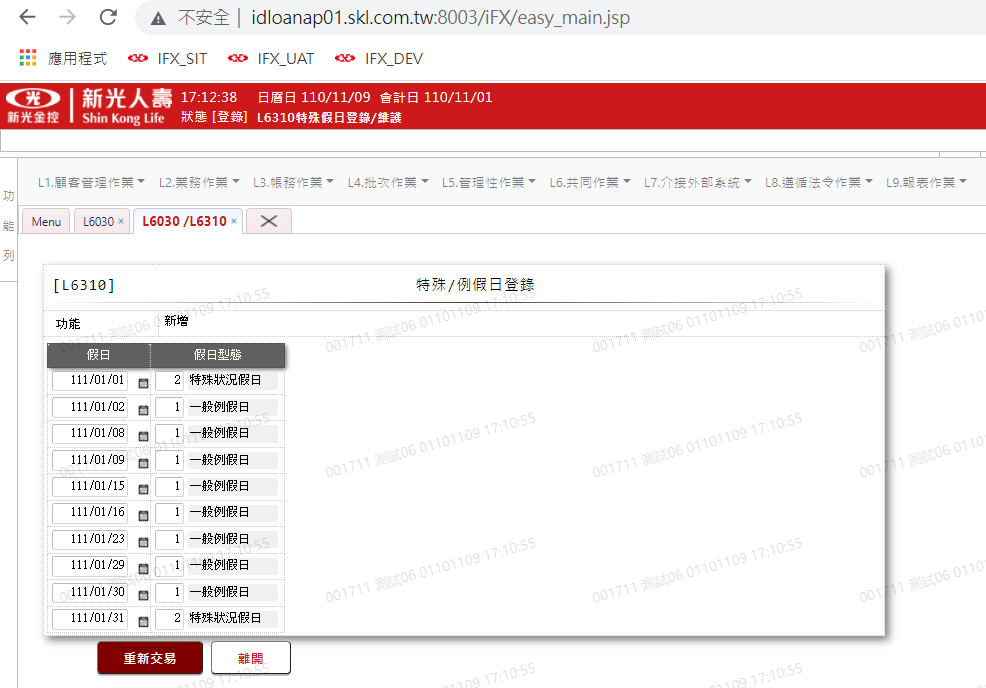 不安全 | idloanap01.skl.com.tw:8003/iFX/easy_main.jsp
應用程式 IFX_SIT IFX_UAT IFX_DEV
新光金控 新光人壽 Shin Kong Life
17:12:38 日曆日 110/11/09 會計日 110/11/01
狀態 [登錄] L6310特殊假日登錄/維護
功
能
列
L1.顧客管理作業 L2.業務作業 L3.帳務作業 L4.批次作業 L5.管理性作業 L6.共同作業 L7.介接外部系統 L8.遵循法令作業 L9.報表作業
Menu L6030 × L6030 /L6310 ×
[L6310] 特殊/例假日登錄
功能 新增
假日 假日型態
111/01/01 2 特殊狀況假日
111/01/02 1 一般例假日
111/01/08 1 一般例假日
111/01/09 1 一般例假日
111/01/15 1 一般例假日
111/01/16 1 一般例假日
111/01/23 1 一般例假日
111/01/29 1 一般例假日
111/01/30 1 一般例假日
111/01/31 2 特殊狀況假日
重新交易 離開
001711 測試06 01101109 17:10:55